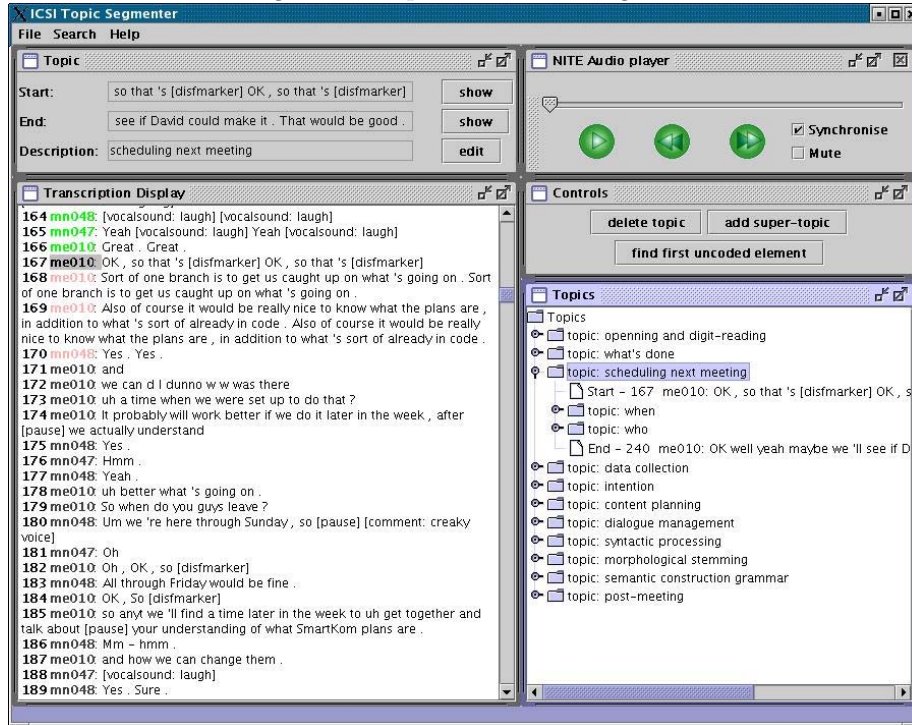 ICSI Topic Segmenter
File Search Help
Topic
Start: so that 's [disfmarker] OK , so that 's [disfmarker] show
End: see if David could make it . That would be good . show
Description: scheduling next meeting edit
NITE Audio player
Synchronise
Mute
Transcription Display
164 mn048: [vocalsound: laugh] [vocalsound: laugh]
165 mn047: Yeah [vocalsound: laugh] Yeah [vocalsound: laugh]
166 me010: Great . Great .
167 me010: OK , so that 's [disfmarker] OK , so that 's [disfmarker]
168 me010: Sort of one branch is to get us caught up on what 's going on . Sort
of one branch is to get us caught up on what 's going on .
169 me010: Also of course it would be really nice to know what the plans are ,
in addition to what 's sort of already in code . Also of course it would be really
nice to know what the plans are , in addition to what 's sort of already in code .
170 mn048: Yes . Yes .
171 me010: and
172 me010: we can d I dunno w w was there
173 me010: uh a time when we were set up to do that ?
174 me010: It probably will work better if we do it later in the week , after
[pause] we actually understand
175 mn048: Yes .
176 mn047: Hmm .
177 mn048: Yeah .
178 me010: uh better what 's going on .
179 me010: So when do you guys leave ?
180 mn048: Um we 're here through Sunday , so [pause] [comment: creaky
voice]
181 mn047: Oh
182 me010: Oh , OK , so [disfmarker]
183 mn048: All through Friday would be fine .
184 me010: OK , So [disfmarker]
185 me010: so anyt we 'll find a time later in the week to uh get together and
talk about [pause] your understanding of what SmartKom plans are .
186 mn048: Mm - hmm .
187 me010: and how we can change them .
188 mn047: [vocalsound: laugh]
189 mn048: Yes . Sure .
Controls
delete topic add super-topic
find first uncoded element
Topics
Topics
topic: openning and digit-reading
topic: what's done
topic: scheduling next meeting
Start - 167 me010: OK , so that 's [disfmarker] OK , s
topic: when
topic: who
End - 240 me010: OK well yeah maybe we 'll see if D
topic: data collection
topic: intention
topic: content planning
topic: dialogue management
topic: syntactic processing
topic: morphological stemming
topic: semantic construction grammar
topic: post-meeting